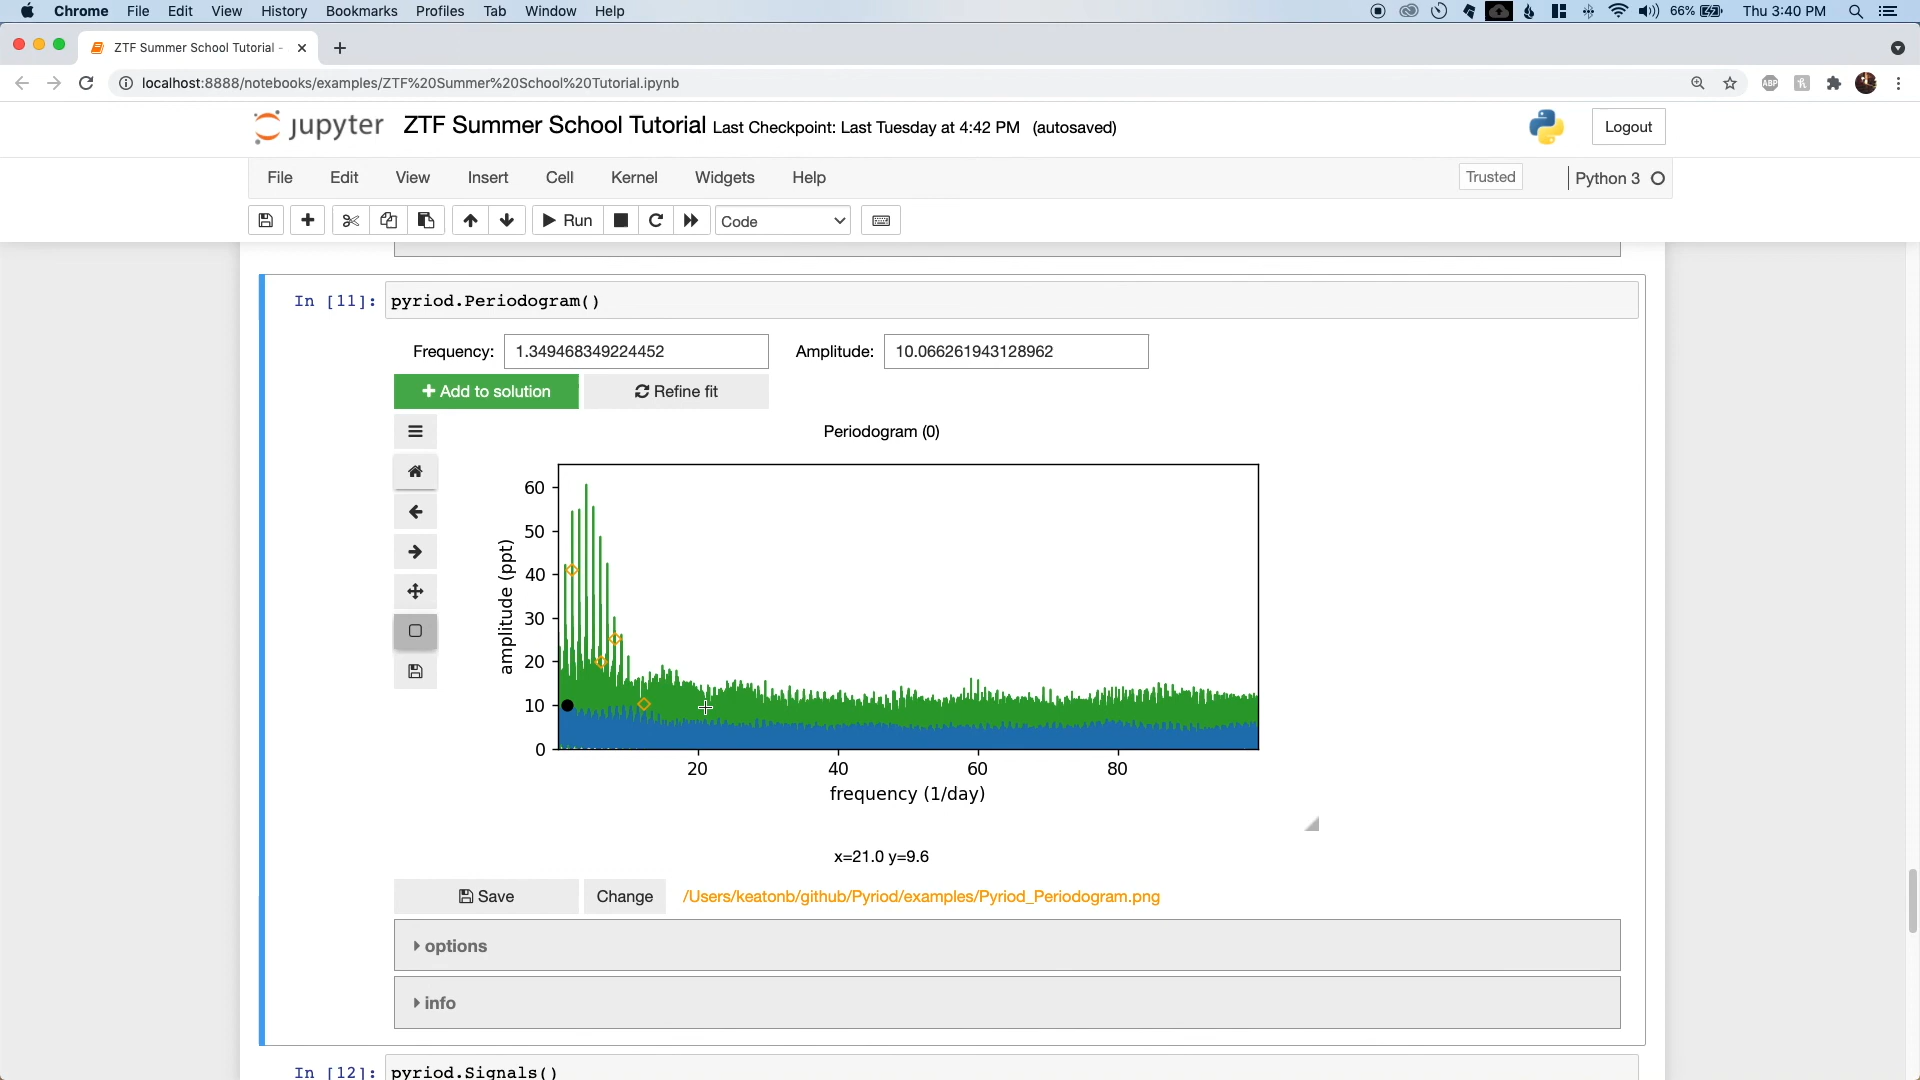 Chrome File Edit View History Bookmarks Profiles Tab Window Help 66% Thu 3:40 PM
ZTF Summer School Tutorial -
localhost:8888/notebooks/examples/ZTF%20Summer%20School%20Tutorial.ipynb
ABP
jupyter ZTF Summer School Tutorial Last Checkpoint: Last Tuesday at 4:42 PM (autosaved) Logout
File Edit View Insert Cell Kernel Widgets Help Trusted Python 3
Run Code
In [11]: pyriod.Periodogram()
Frequency: 1.349468349224452 Amplitude: 10.066261943128962
Add to solution Refine fit
Periodogram (0)
60
50
40
30
20
10
0
amplitude (ppt)
20 40 60 80
frequency (1/day)
x=21.0 y=9.6
Save Change /Users/keatonb/github/Pyriod/examples/Pyriod_Periodogram.png
options
info
In [12]: pyriod.Signals()